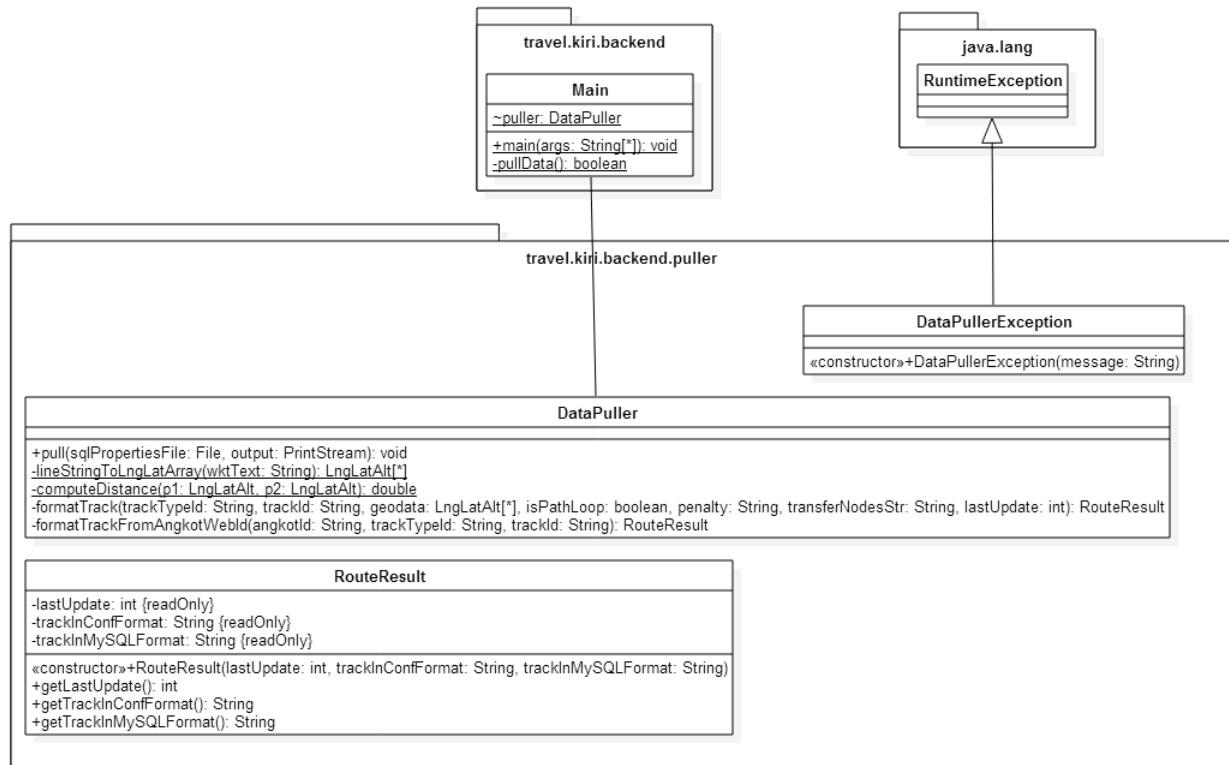 travel.kiri.backend
Main
~puller: DataPuller
+main(args: String[*]): void
-pullData(): boolean
java.lang
RuntimeException
travel.kiri.backend.puller
DataPullerException
«constructor»+DataPullerException(message: String)
DataPuller
+pull(sqlPropertiesFile: File, output: PrintStream): void
-lineStringToLngLatArray(wktText: String): LngLatAlt[*]
-computeDistance(p1: LngLatAlt, p2: LngLatAlt): double
-formatTrack(trackTypeId: String, trackId: String, geodata: LngLatAlt[*], isPathLoop: boolean, penalty: String, transferNodesStr: String, lastUpdate: int): RouteResult
-formatTrackFromAngkotWebId(angkotId: String, trackTypeId: String, trackId: String): RouteResult
RouteResult
-lastUpdate: int {readOnly}
-trackInConfFormat: String {readOnly}
-trackInMySQLFormat: String {readOnly}
«constructor»+RouteResult(lastUpdate: int, trackInConfFormat: String, trackInMySQLFormat: String)
+getLastUpdate(): int
+getTrackInConfFormat(): String
+getTrackInMySQLFormat(): String